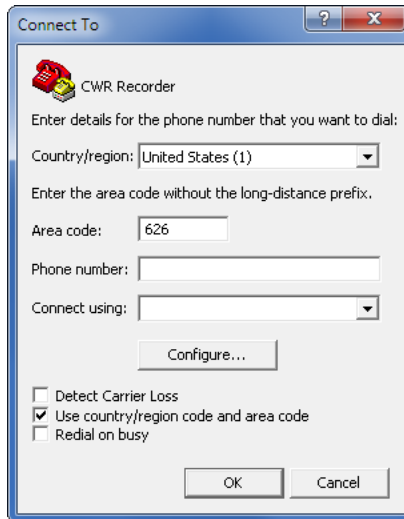 Connect To
CWR Recorder
Enter details for the phone number that you want to dial:
Country/region: United States (1)
Enter the area code without the long-distance prefix.
Area code: 626
Phone number:
Connect using:
Configure...
Detect Carrier Loss
Use country/region code and area code
Redial on busy
OK Cancel